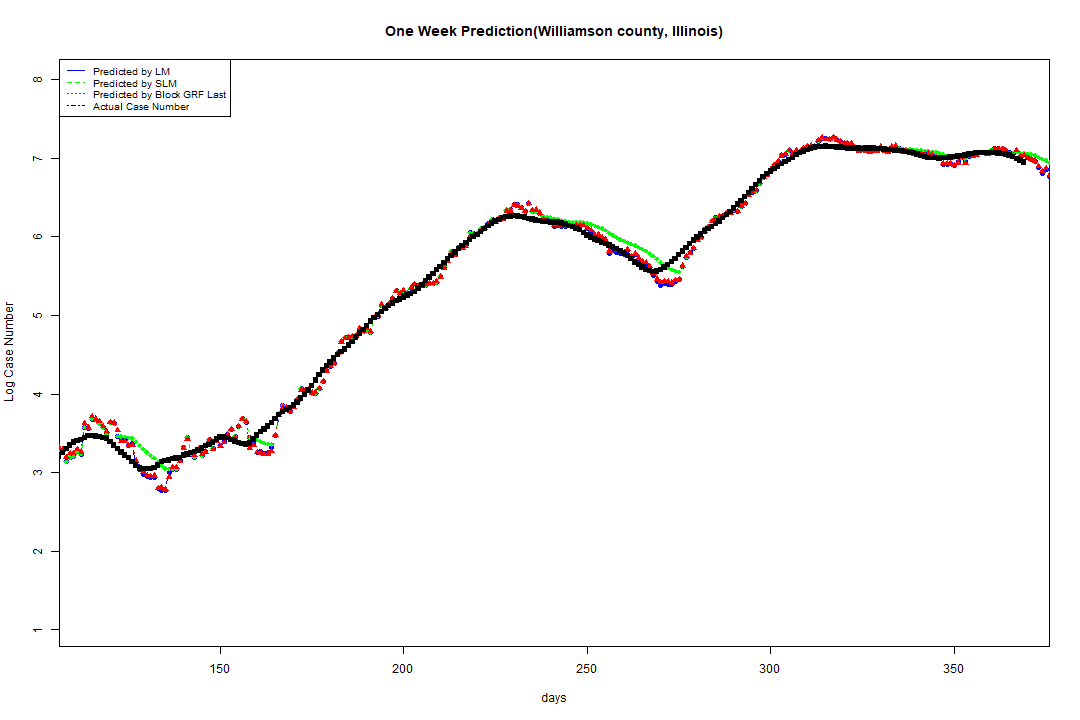 One Week Prediction(Williamson county, Illinois)
Predicted by LM
Predicted by SLM
Predicted by Block GRF Last
Actual Case Number
8
7
6
5
4
3
2
1
Log Case Number
150
200
250
300
350
days